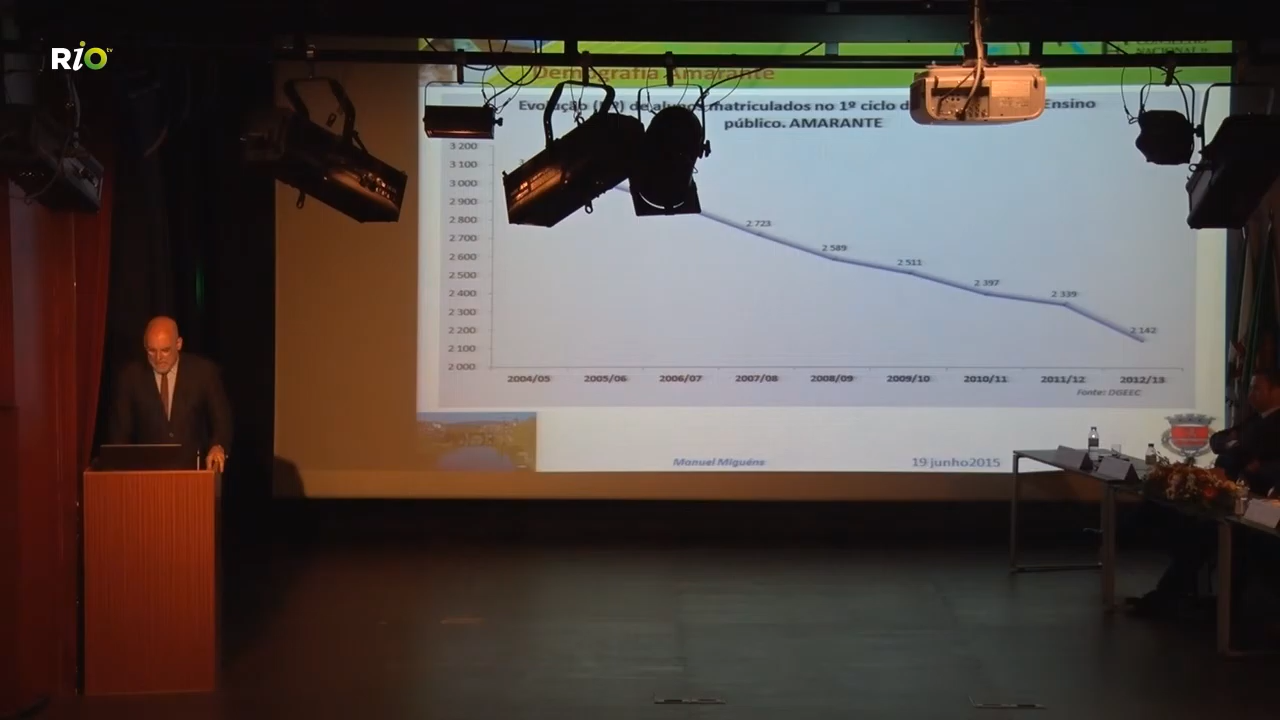 RiO tv
NACIONAL
Demografia Amarante
Evolução (Nº) de alunos matriculados no 1º ciclo d Ensino
público. AMARANTE
3 200
3 100
3 000
2 900
2 800
2 700
2 600
2 500
2 400
2 300
2 200
2 100
2 000
2 723
2 589
2 511
2 397
2 339
2 142
2004/05 2005/06 2006/07 2007/08 2008/09 2009/10 2010/11 2011/12 2012/13
Fonte: DGEEC
Manuel Miguéns 19 junho2015